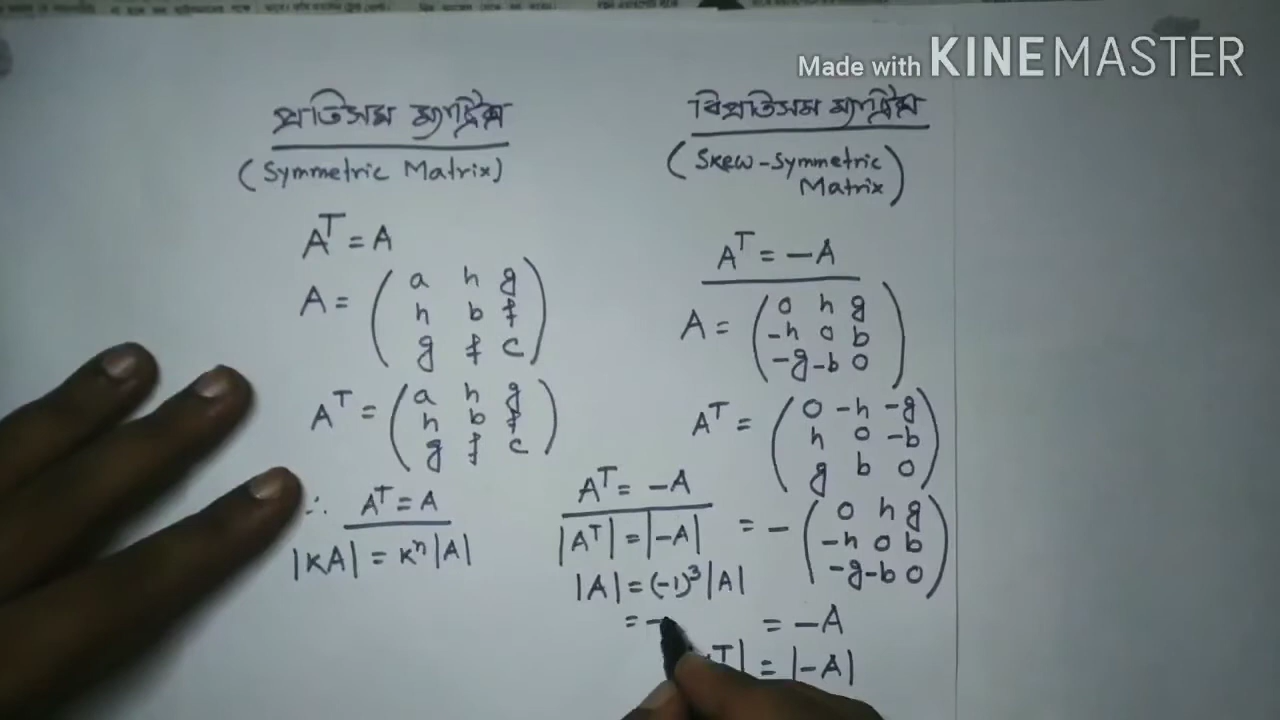 Made with KINEMASTER
প্রতিসম ম্যাট্রিক্স
(Symmetric Matrix)
A^T = A
A = ( a h g
h b f
g f c )
A^T = ( a h g
h b f
g f c )
∴ A^T = A
|KA| = K^n |A|
বিপ্রতিসম ম্যাট্রিক্স
(Skew-Symmetric
Matrix)
A^T = -A
A = ( 0 h g
-h 0 b
-g -b 0 )
A^T = ( 0 -h -g
h 0 -b
g b 0 )
= - ( 0 h g
-h 0 b
-g -b 0 )
= -A
T| = |-A|
A^T = -A
|A^T| = |-A|
|A| = (-1)^3 |A|
= -